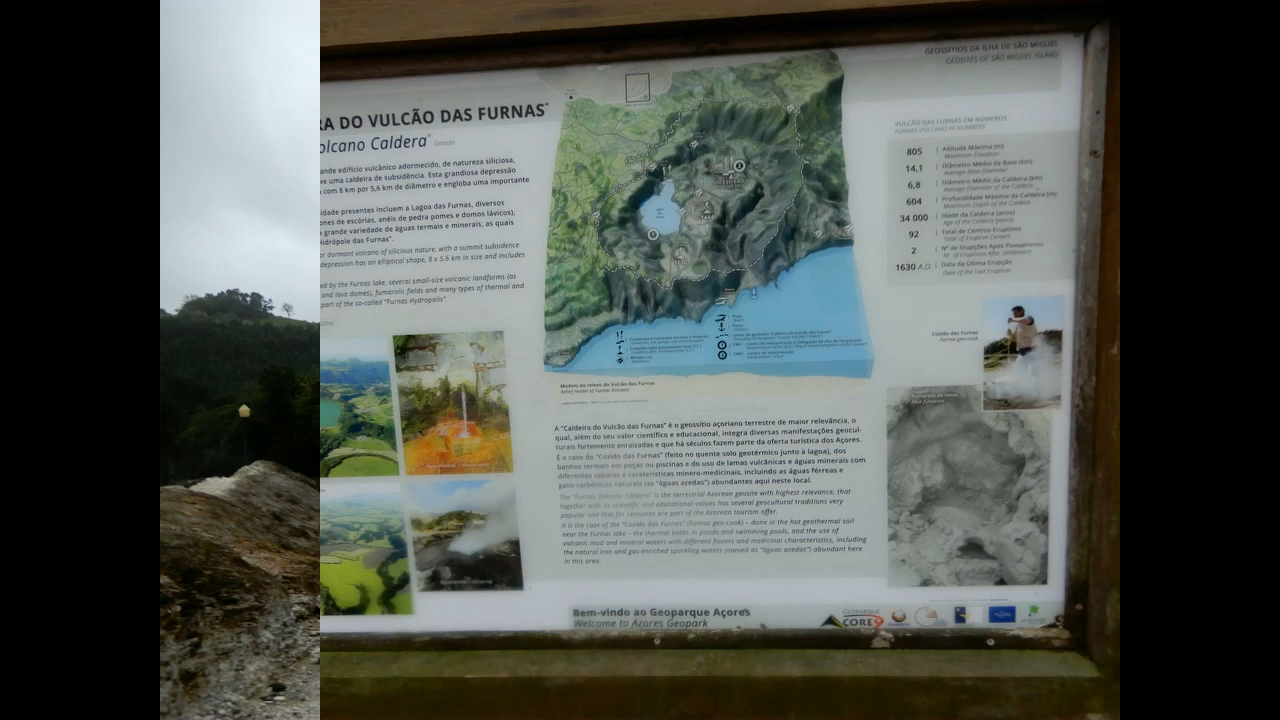 RA DO VULCÃO DAS FURNAS"
olcano Caldera" Geosite
ande edifício vulcânico adormecido, de natureza siliciosa,
ve uma caldeira de subsidência. Esta grandiosa depressão
com 8 km por 5,6 km de diâmetro e engloba uma importante
idade presentes incluem a Lagoa das Furnas, diversos
ones de escórias, anéis de pedra pomes e domos lávicos),
grande variedade de águas termais e minerais, as quais
hidrópole das Furnas".
or dormant volcano of silicious nature, with a summit subsidence
depression has an elliptical shape, 8 x 5.6 km in size and includes
ed by the Furnas lake, several small-size volcanic landforms (as
and lava domes), fumarolic fields and many types of thermal and
part of the so-called "Furnas Hydropolis".
GEOSSÍTIOS DA ILHA DE SÃO MIGUEL
GEOSITES OF SÃO MIGUEL ISLAND
VULCÃO DAS FURNAS EM NÚMEROS
FURNAS VOLCANO IN NUMBERS
805 Altitude Máxima (m)
Maximum Elevation
14,1 Diâmetro Médio da Base (km)
Average Base Diameter
6,8 Diâmetro Médio da Caldeira (km)
Average Diameter of the Caldera
604 Profundidade Máxima da Caldeira (m)
Maximum Depth of the Caldera
34 000 Idade da Caldeira (anos)
Age of the Caldera (years)
92 Total de Centros Eruptivos
Total of Eruption Centers
2 Nº de Erupções Após Povoamento
Nr. of Eruptions After Settlement
1630 A.D. Data da Última Erupção
Date of the Last Eruption
Cozido das Furnas
Furnas geo-cook
Modelo do relevo do Vulcão das Furnas
Relief model of Furnas Volcano
A "Caldeira do Vulcão das Furnas" é o geossítio açoriano terrestre de maior relevância, o
qual, além do seu valor científico e educacional, integra diversas manifestações geocul-
turais fortemente enraizadas e que há séculos fazem parte da oferta turística dos Açores.
É o caso do "Cozido das Furnas" (feito no quente solo geotérmico junto à lagoa), dos
banhos termais em poças ou piscinas e do uso de lamas vulcânicas e águas minerais com
diferentes sabores e caraterísticas minero-medicinais, incluindo as águas férreas e
gaso-carbónicas naturais (as "águas azedas") abundantes aqui neste local.
The "Furnas Volcano Caldera" is the terrestrial Azorean geosite with highest relevance, that
together with its scientific and educational values has several geocultural traditions very
popular and that for centuries are part of the Azorean tourism offer.
It is the case of the "Cozido das Furnas" (Furnas geo-cook) – done in the hot geothermal soil
near the Furnas lake – the thermal baths in ponds and swimming pools, and the use of
volcanic mud and mineral waters with different flavors and medicinal characteristics, including
the natural iron and gas-enriched sparkling waters (named as "águas azedas") abundant here
in this area.
Fumarola de lama
Mud fumarole
Bem-vindo ao Geoparque Açores
Welcome to Azores Geopark
GEOPARQUE